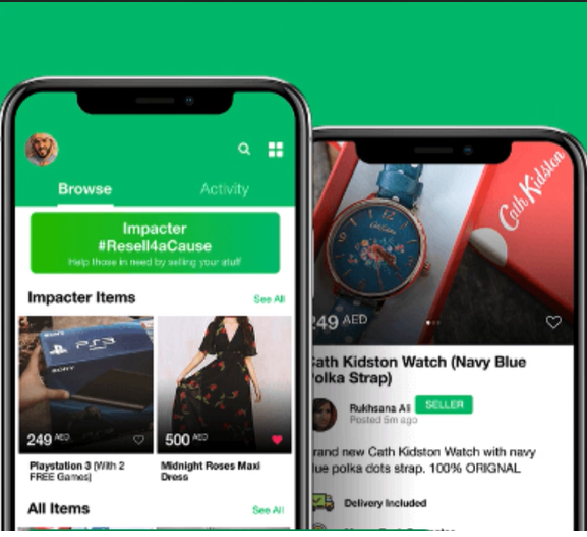 Browse
Activity
Impacter
#Resell4aCause
Help those in need by selling your stuff
Impacter Items
See All
SONY
PS3
SONY
249 AED
500 AED
Playstation 3 (With 2
FREE Games)
Midnight Roses Maxi
Dress
All Items
See All
Cath Kidston
249 AED
Cath Kidston Watch (Navy Blue
Polka Strap)
Rukhsana Ali
SELLER
Posted 5m ago
rand new Cath Kidston Watch with navy
lue polka dots strap. 100% ORIGNAL
Delivery Included